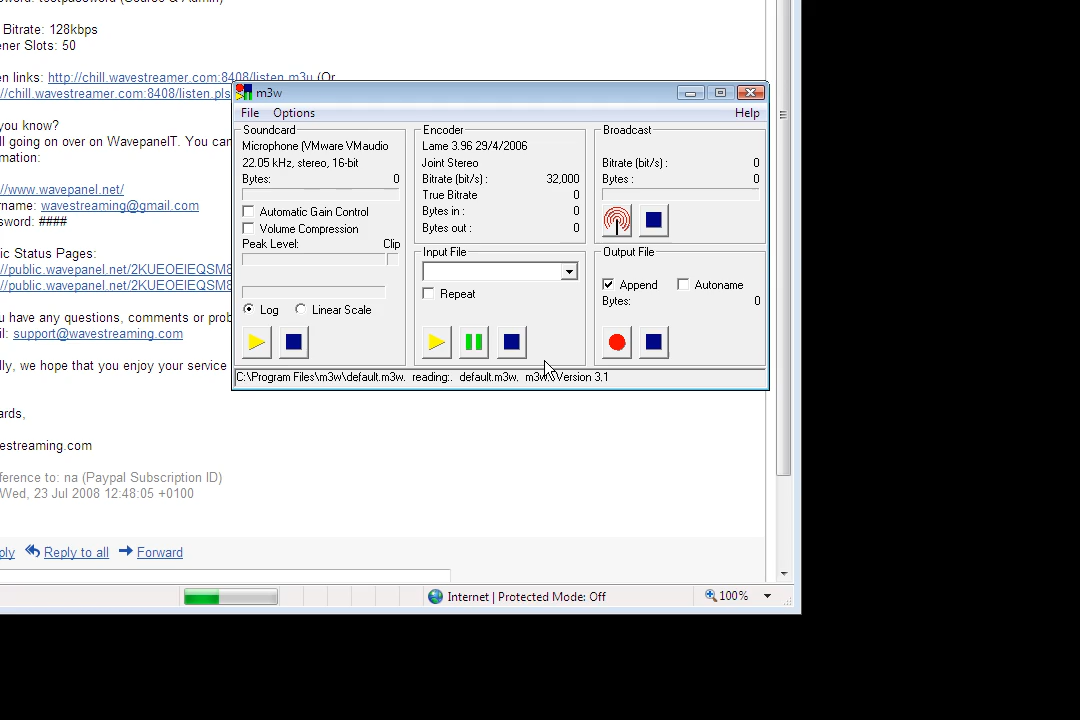 Bitrate: 128kbps
ner Slots: 50
n links: http://chill.wavestreamer.com:8408/listen.m3u (Or
//chill.wavestreamer.com:8408/listen.pls
you know?
ll going on over on WavepanelT. You can
mation:
//www.wavepanel.net/
rname: wavestreaming@gmail.com
sword: ####
ic Status Pages:
//public.wavepanel.net/2KUEOEIEQSM8
//public.wavepanel.net/2KUEOEIEQSM8
u have any questions, comments or prob
il: support@wavestreaming.com
lly, we hope that you enjoy your service
ards,
estreaming.com
ference to: na (Paypal Subscription ID)
Wed, 23 Jul 2008 12:48:05 +0100
ply Reply to all Forward
m3w
File Options Help
Soundcard
Microphone (VMware VMaudio
22.05 kHz, stereo, 16-bit
Bytes: 0
Automatic Gain Control
Volume Compression
Peak Level: Clip
Log Linear Scale
Encoder
Lame 3.96 29/4/2006
Joint Stereo
Bitrate (bit/s) : 32,000
True Bitrate 0
Bytes in : 0
Bytes out : 0
Input File
Repeat
Broadcast
Bitrate (bit/s) : 0
Bytes : 0
Output File
Append Autoname
Bytes: 0
C:\Program Files\m3w\default.m3w. reading:. default.m3w. m3w\\Version 3.1
Internet | Protected Mode: Off
100%